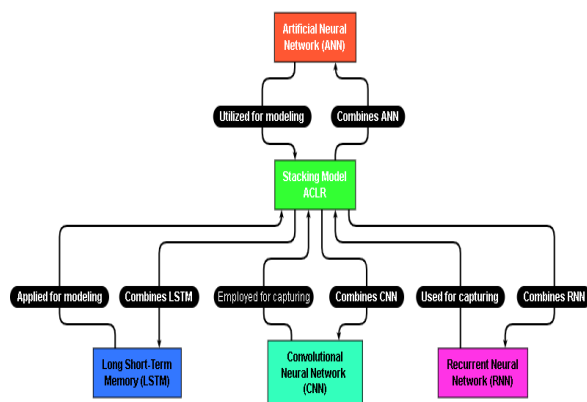 Artificial Neural
Network (ANN)
Utilized for modeling
Combines ANN
Stacking Model
ACLR
Applied for modeling
Combines LSTM
Employed for capturing
Combines CNN
Used for capturing
Combines RNN
Long Short-Term
Memory (LSTM)
Convolutional
Neural Network
(CNN)
Recurrent Neural
Network (RNN)